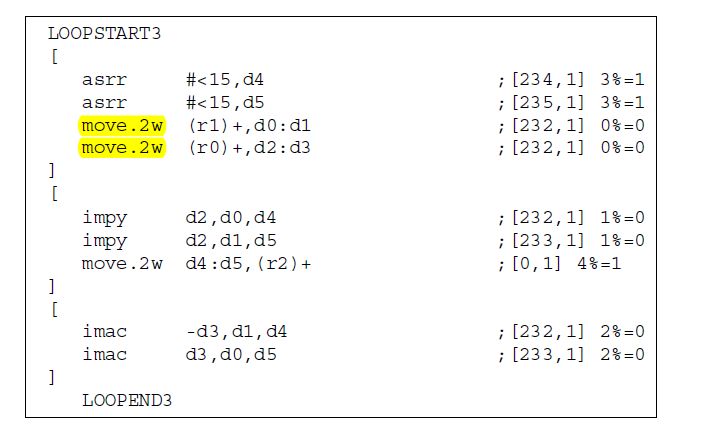 LOOPSTART3
[
asrr #<15,d4 ;[234,1] 3%=1
asrr #<15,d5 ;[235,1] 3%=1
move.2w (r1)+,d0:d1 ;[232,1] 0%=0
move.2w (r0)+,d2:d3 ;[232,1] 0%=0
]
[
impy d2,d0,d4 ;[232,1] 1%=0
impy d2,d1,d5 ;[233,1] 1%=0
move.2w d4:d5,(r2)+ ;[0,1] 4%=1
]
[
imac -d3,d1,d4 ;[232,1] 2%=0
imac d3,d0,d5 ;[233,1] 2%=0
]
LOOPEND3